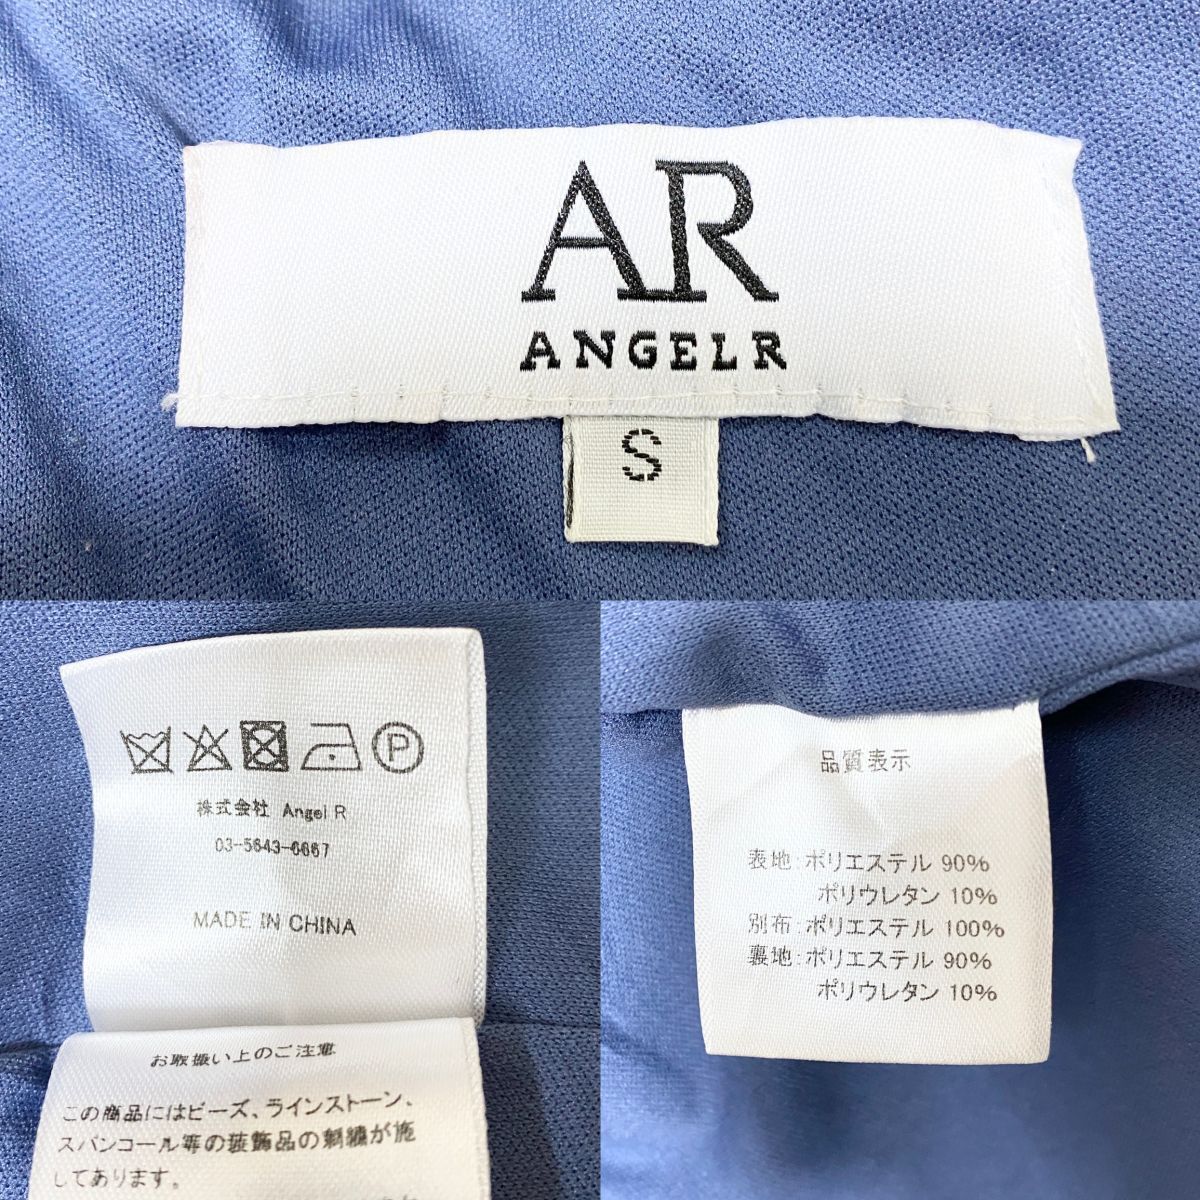 AR
ANGELR
S
P
株式会社 Angel R
03-5643-6667
MADE IN CHINA
お取扱い上のご注意
この商品にはビーズ、ラインストーン、
スパンコール等の装飾品の刺繍が施
してあります。
品質表示
表地:ポリエステル 90%
ポリウレタン 10%
別布:ポリエステル 100%
裏地:ポリエステル 90%
ポリウレタン 10%